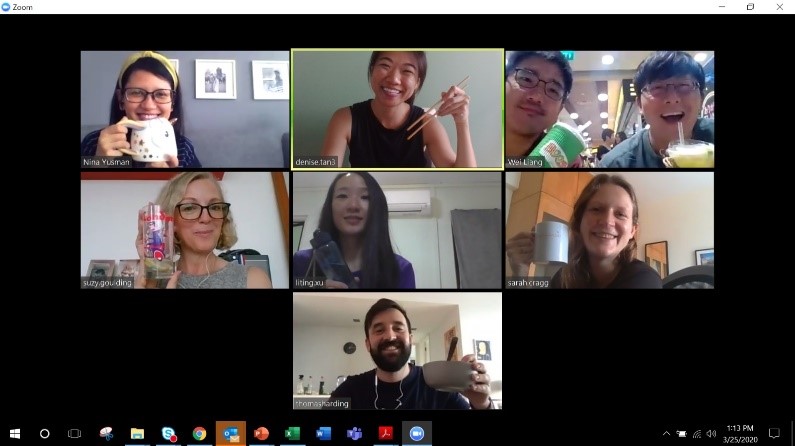 Zoom
Nina Yusman
denise.tan3
Wei Liang
suzy.goulding
liting.xu
sarah.cragg
thomasharding
1:13 PM
3/25/2020